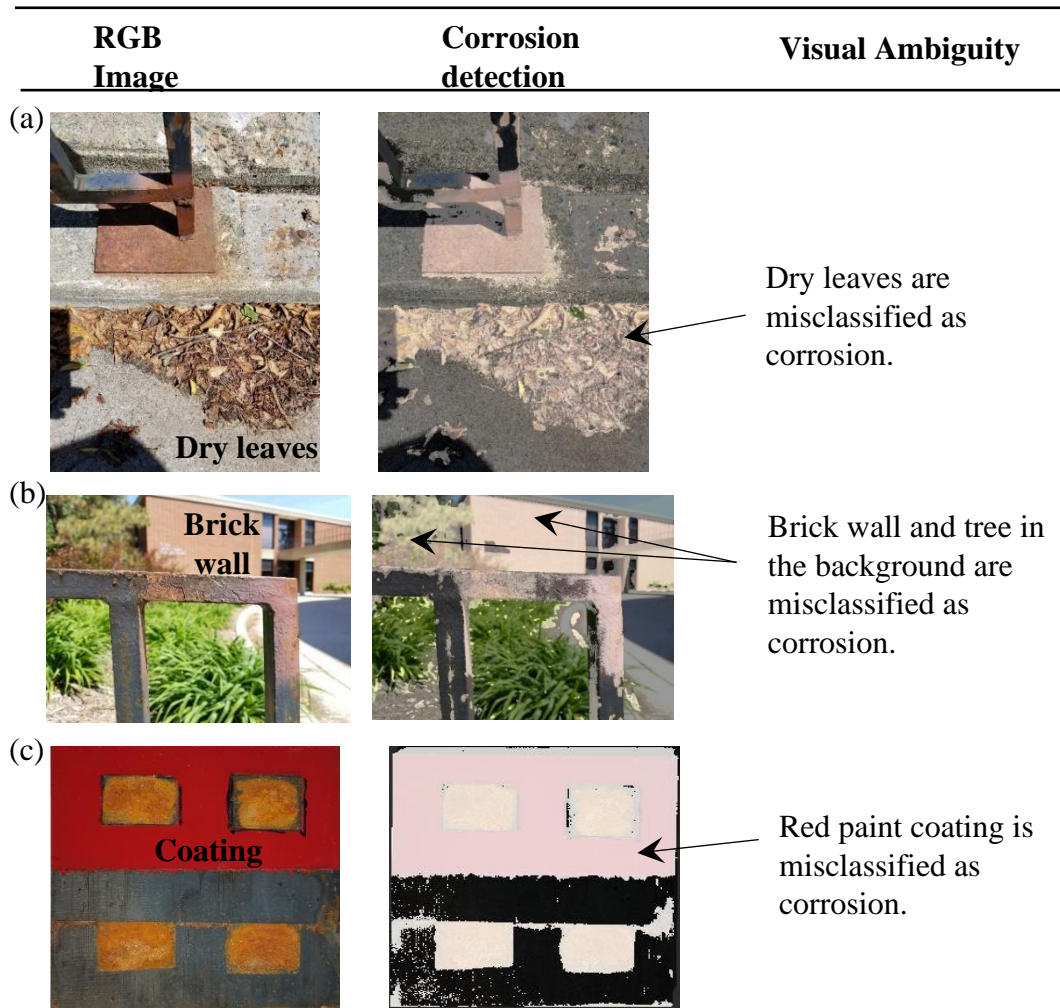 RGB Image
Corrosion detection
Visual Ambiguity
(a)
Dry leaves
Dry leaves are
misclassified as
corrosion.
(b)
Brick
wall
Brick wall and tree in
the background are
misclassified as
corrosion.
(c)
Coating
Red paint coating is
misclassified as
corrosion.